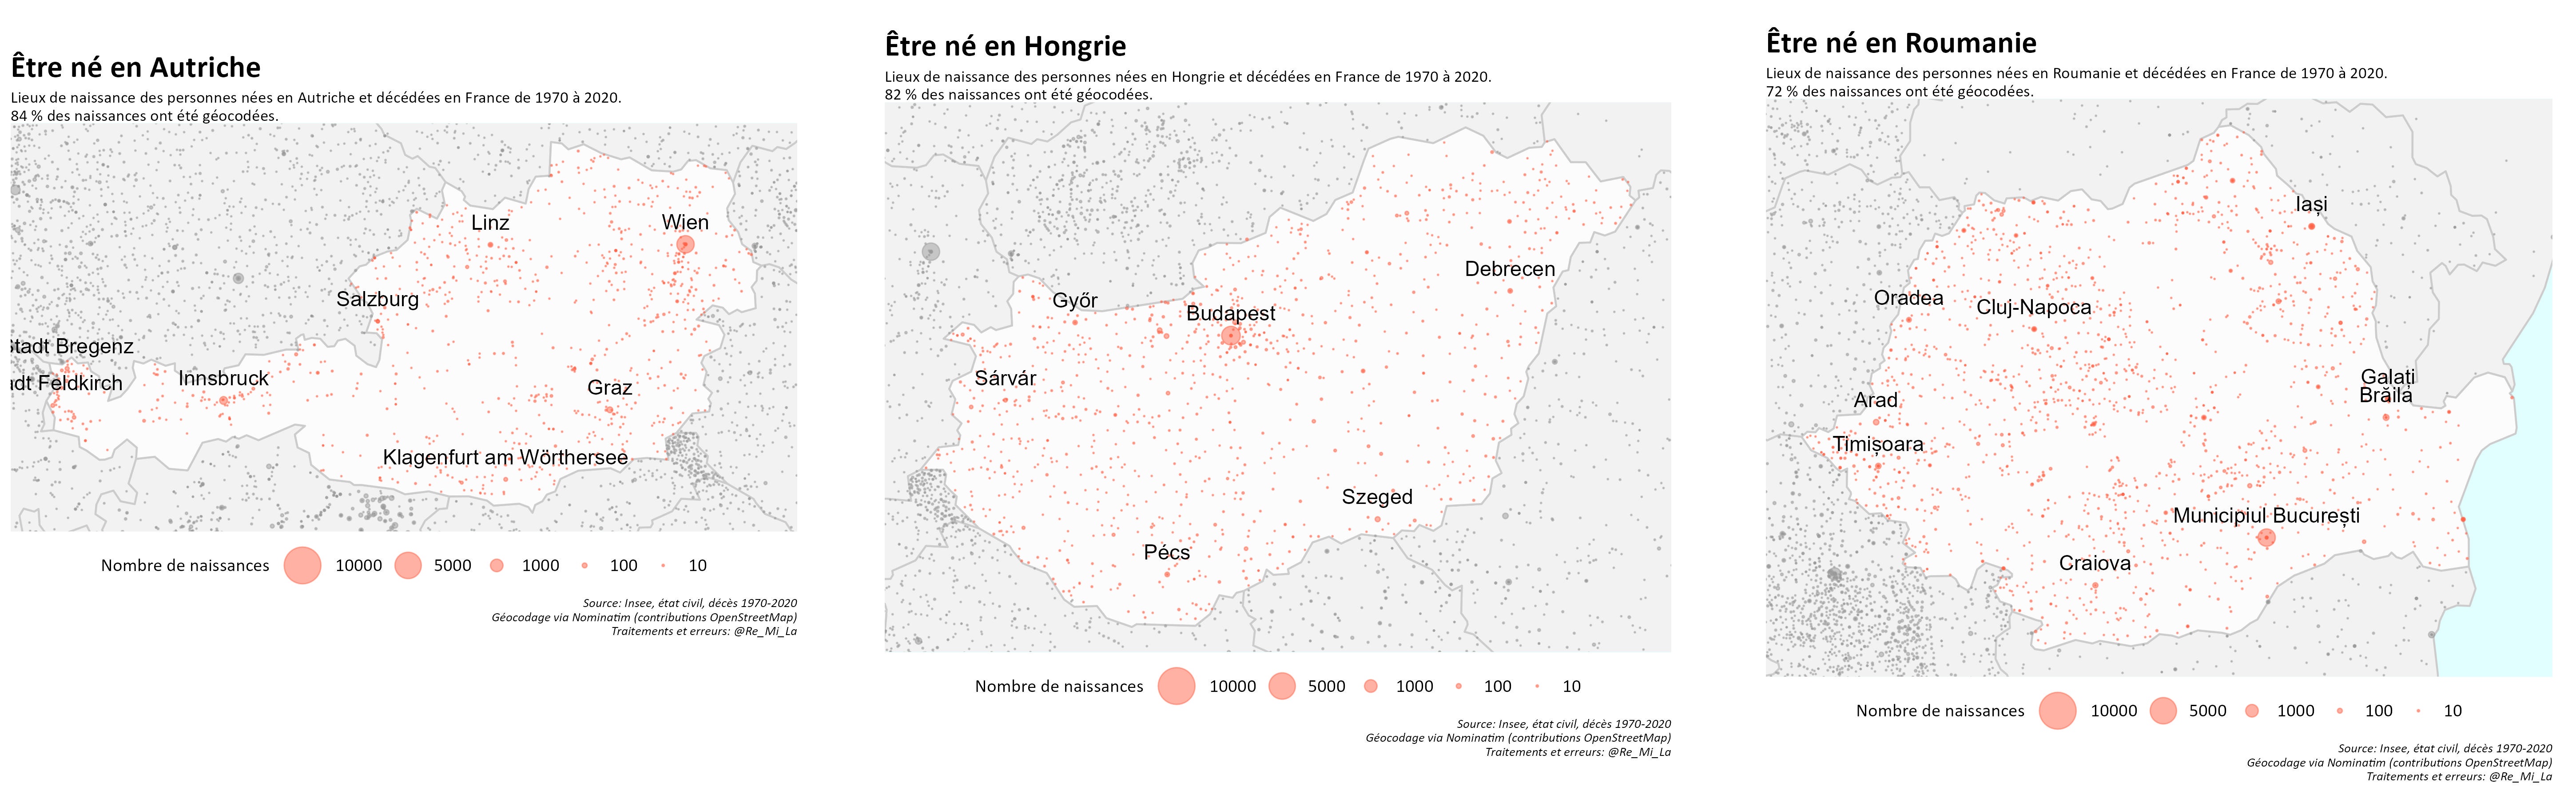 Être né en Autriche
Lieux de naissance des personnes nées en Autriche et décédées en France de 1970 à 2020.
84 % des naissances ont été géocodées.
Linz
Wien
Salzburg
Stadt Bregenz
dt Feldkirch
Innsbruck
Graz
Klagenfurt am Wörthersee
Nombre de naissances 10000 5000 1000 100 10
Source: Insee, état civil, décès 1970-2020
Géocodage via Nominatim (contributions OpenStreetMap)
Traitements et erreurs: @Re_Mi_La
Être né en Hongrie
Lieux de naissance des personnes nées en Hongrie et décédées en France de 1970 à 2020.
82 % des naissances ont été géocodées.
Debrecen
Győr
Budapest
Sárvár
Szeged
Pécs
Nombre de naissances 10000 5000 1000 100 10
Source: Insee, état civil, décès 1970-2020
Géocodage via Nominatim (contributions OpenStreetMap)
Traitements et erreurs: @Re_Mi_La
Être né en Roumanie
Lieux de naissance des personnes nées en Roumanie et décédées en France de 1970 à 2020.
72 % des naissances ont été géocodées.
Iași
Oradea
Cluj-Napoca
Galați
Brăila
Arad
Timișoara
Municipiul București
Craiova
Nombre de naissances 10000 5000 1000 100 10
Source: Insee, état civil, décès 1970-2020
Géocodage via Nominatim (contributions OpenStreetMap)
Traitements et erreurs: @Re_Mi_La